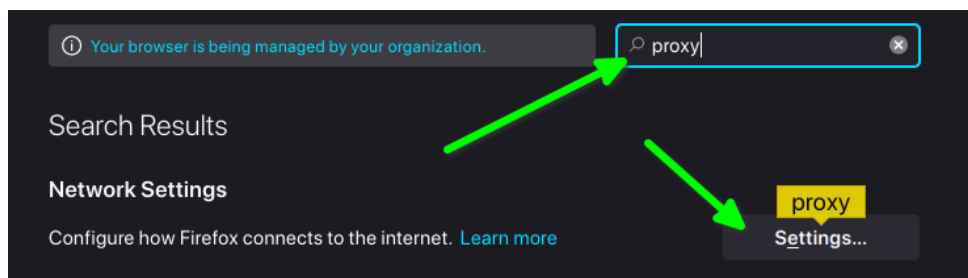 Your browser is being managed by your organization.
proxy
Search Results
Network Settings
proxy
Configure how Firefox connects to the internet. Learn more
Settings...